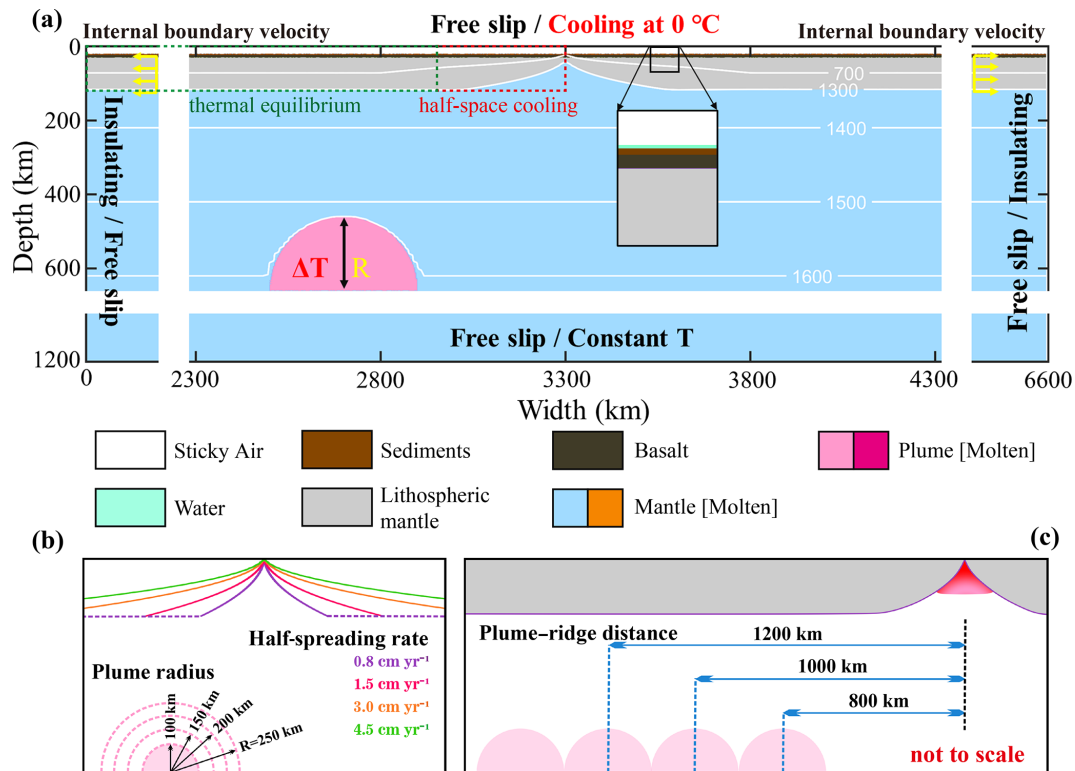 (a)
Free slip / Cooling at 0 °C
Internal boundary velocity
Internal boundary velocity
0
200
400
600
1200
Depth (km)
Insulating / Free slip
thermal equilibrium
half-space cooling
700
1300
1400
1500
1600
ΔT
R
Free slip / Insulating
Free slip / Constant T
0
2300
2800
3300
3800
4300
6600
Width (km)
Sticky Air
Sediments
Basalt
Plume [Molten]
Water
Lithospheric
mantle
Mantle [Molten]
(b)
Half-spreading rate
0.8 cm yr⁻¹
1.5 cm yr⁻¹
3.0 cm yr⁻¹
4.5 cm yr⁻¹
Plume radius
100 km
150 km
200 km
R=250 km
(c)
Plume–ridge distance
1200 km
1000 km
800 km
not to scale